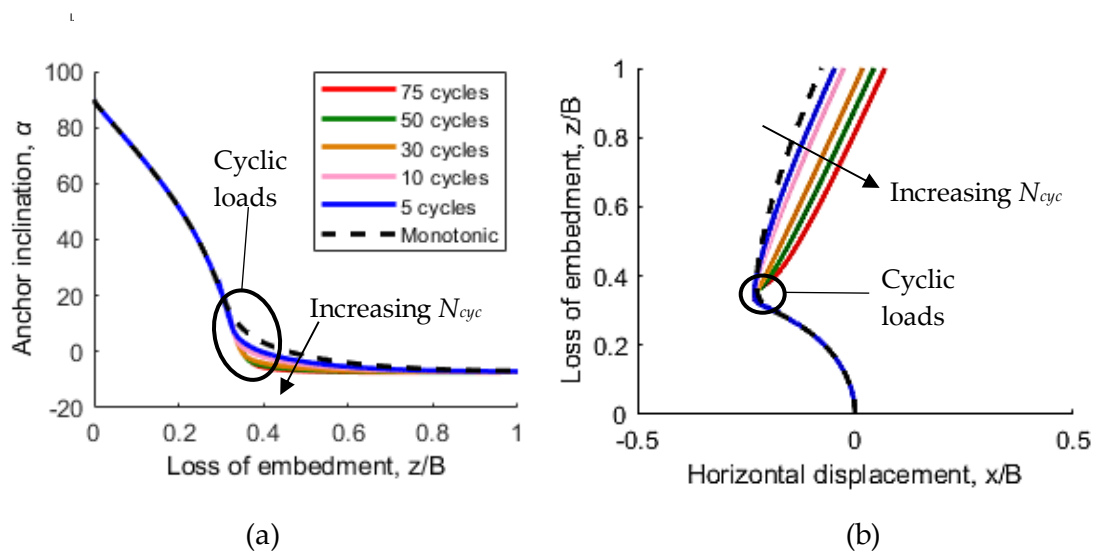 L
100
80
60
40
20
0
-20
Anchor inclination, α
75 cycles
50 cycles
30 cycles
10 cycles
5 cycles
Monotonic
Cyclic
loads
Increasing Ncyc
0
0.2
0.4
0.6
0.8
1
Loss of embedment, z/B
(a)
1
0.8
0.6
0.4
0.2
0
Loss of embedment, z/B
Increasing Ncyc
Cyclic
loads
-0.5
0
0.5
Horizontal displacement, x/B
(b)